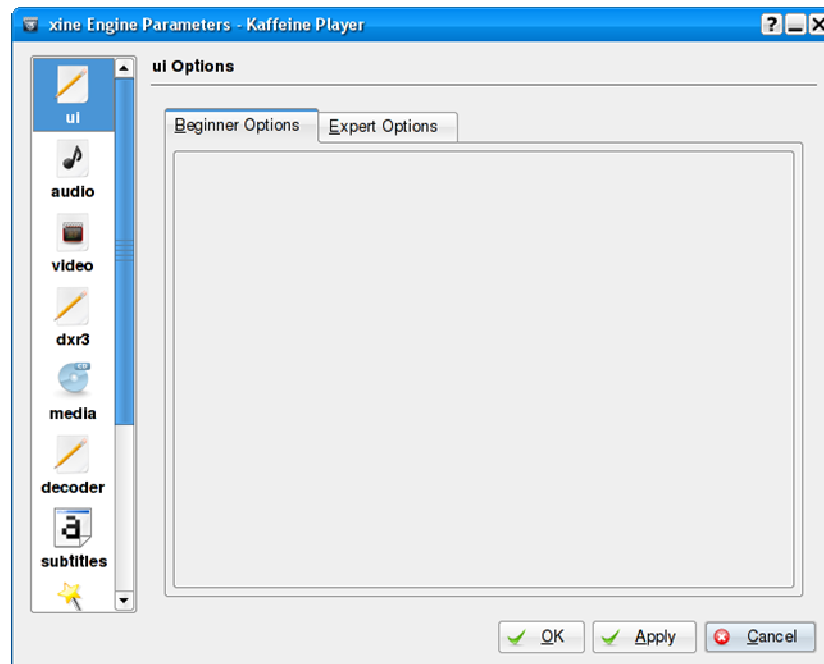 xine Engine Parameters - Kaffeine Player
ui Options
ui
audio
video
dxr3
media
decoder
subtitles
Beginner Options
Expert Options
OK
Apply
Cancel